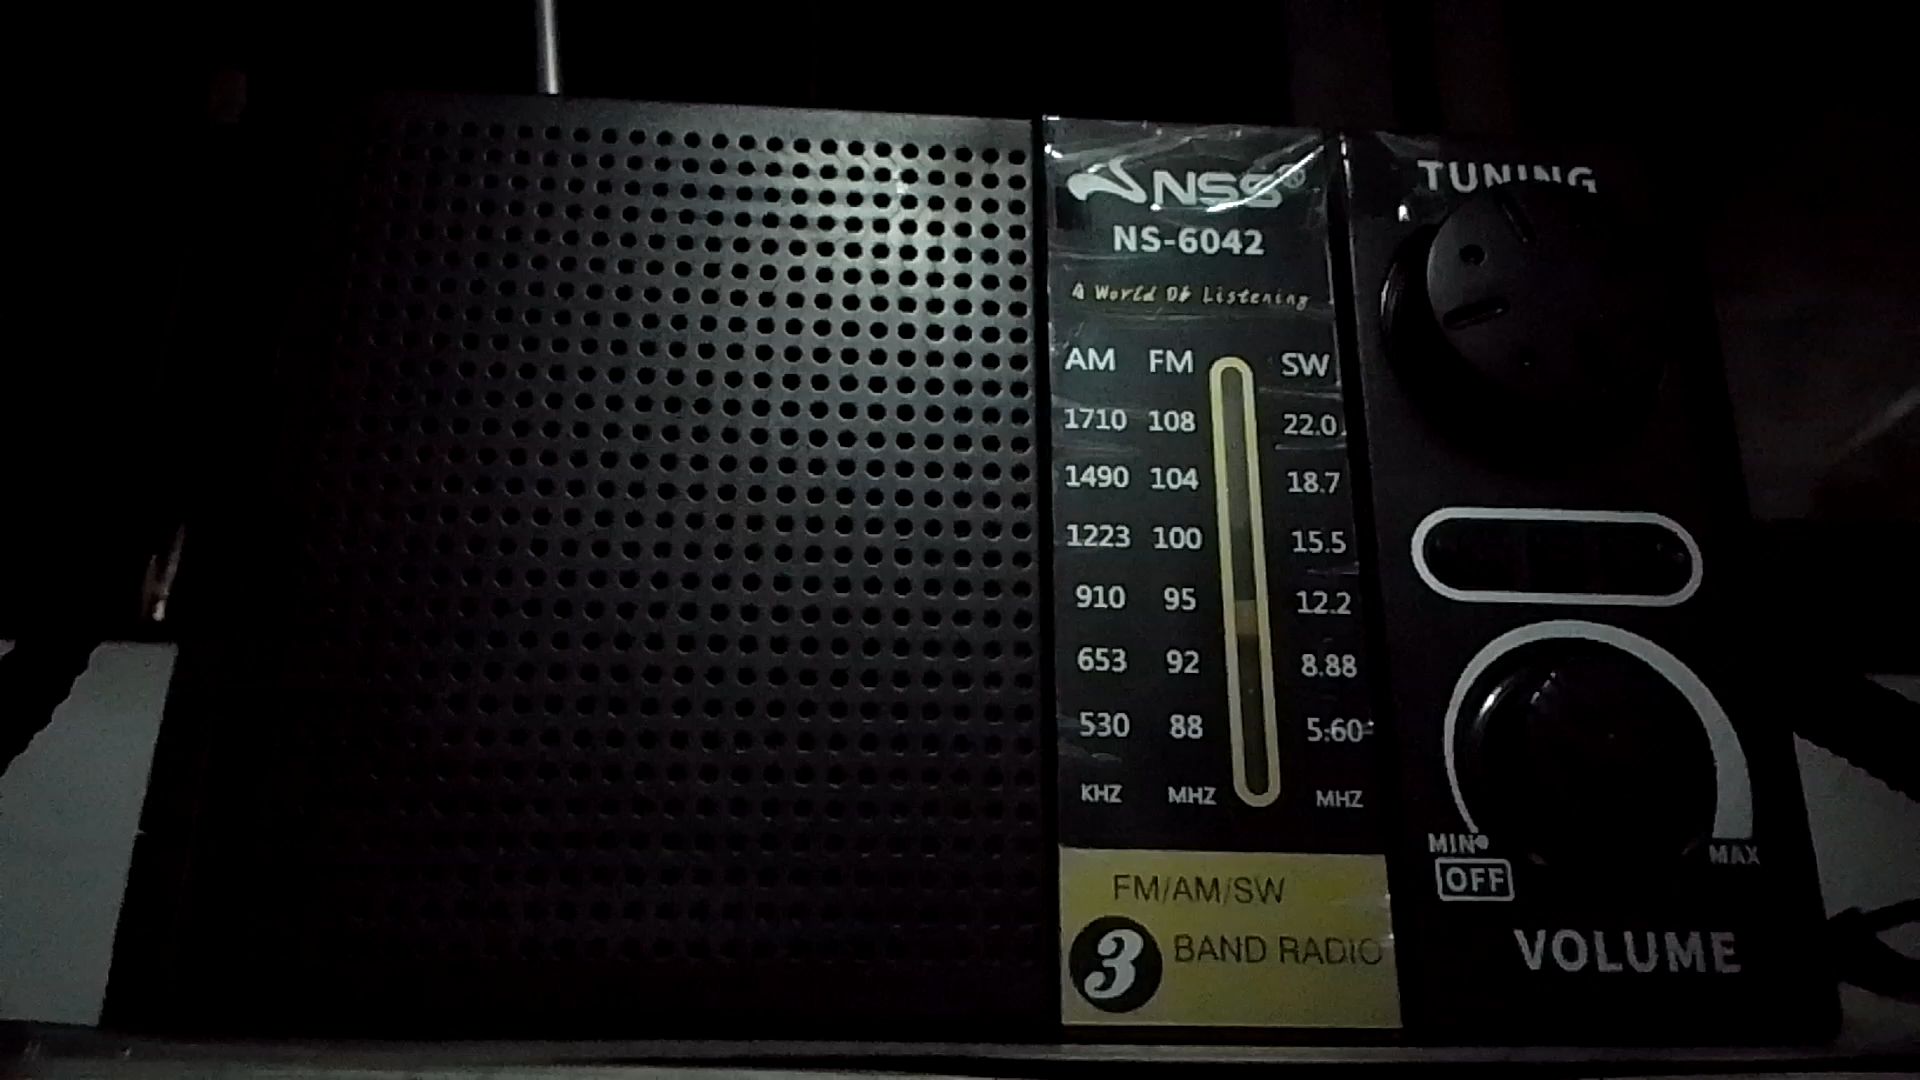 NSS®
NS-6042
A World Of Listening
AM FM SW
1710 108 22.0
1490 104 18.7
1223 100 15.5
910 95 12.2
653 92 8.88
530 88 5.60
KHZ MHZ MHZ
FM/AM/SW
3 BAND RADIO
TUNING
MIN MAX
OFF
VOLUME